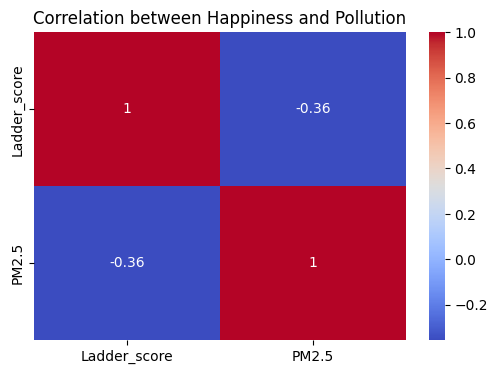 Correlation between Happiness and Pollution
Ladder_score
PM2.5
1
-0.36
-0.36
1
Ladder_score
PM2.5
1.0
0.8
0.6
0.4
0.2
0.0
−0.2